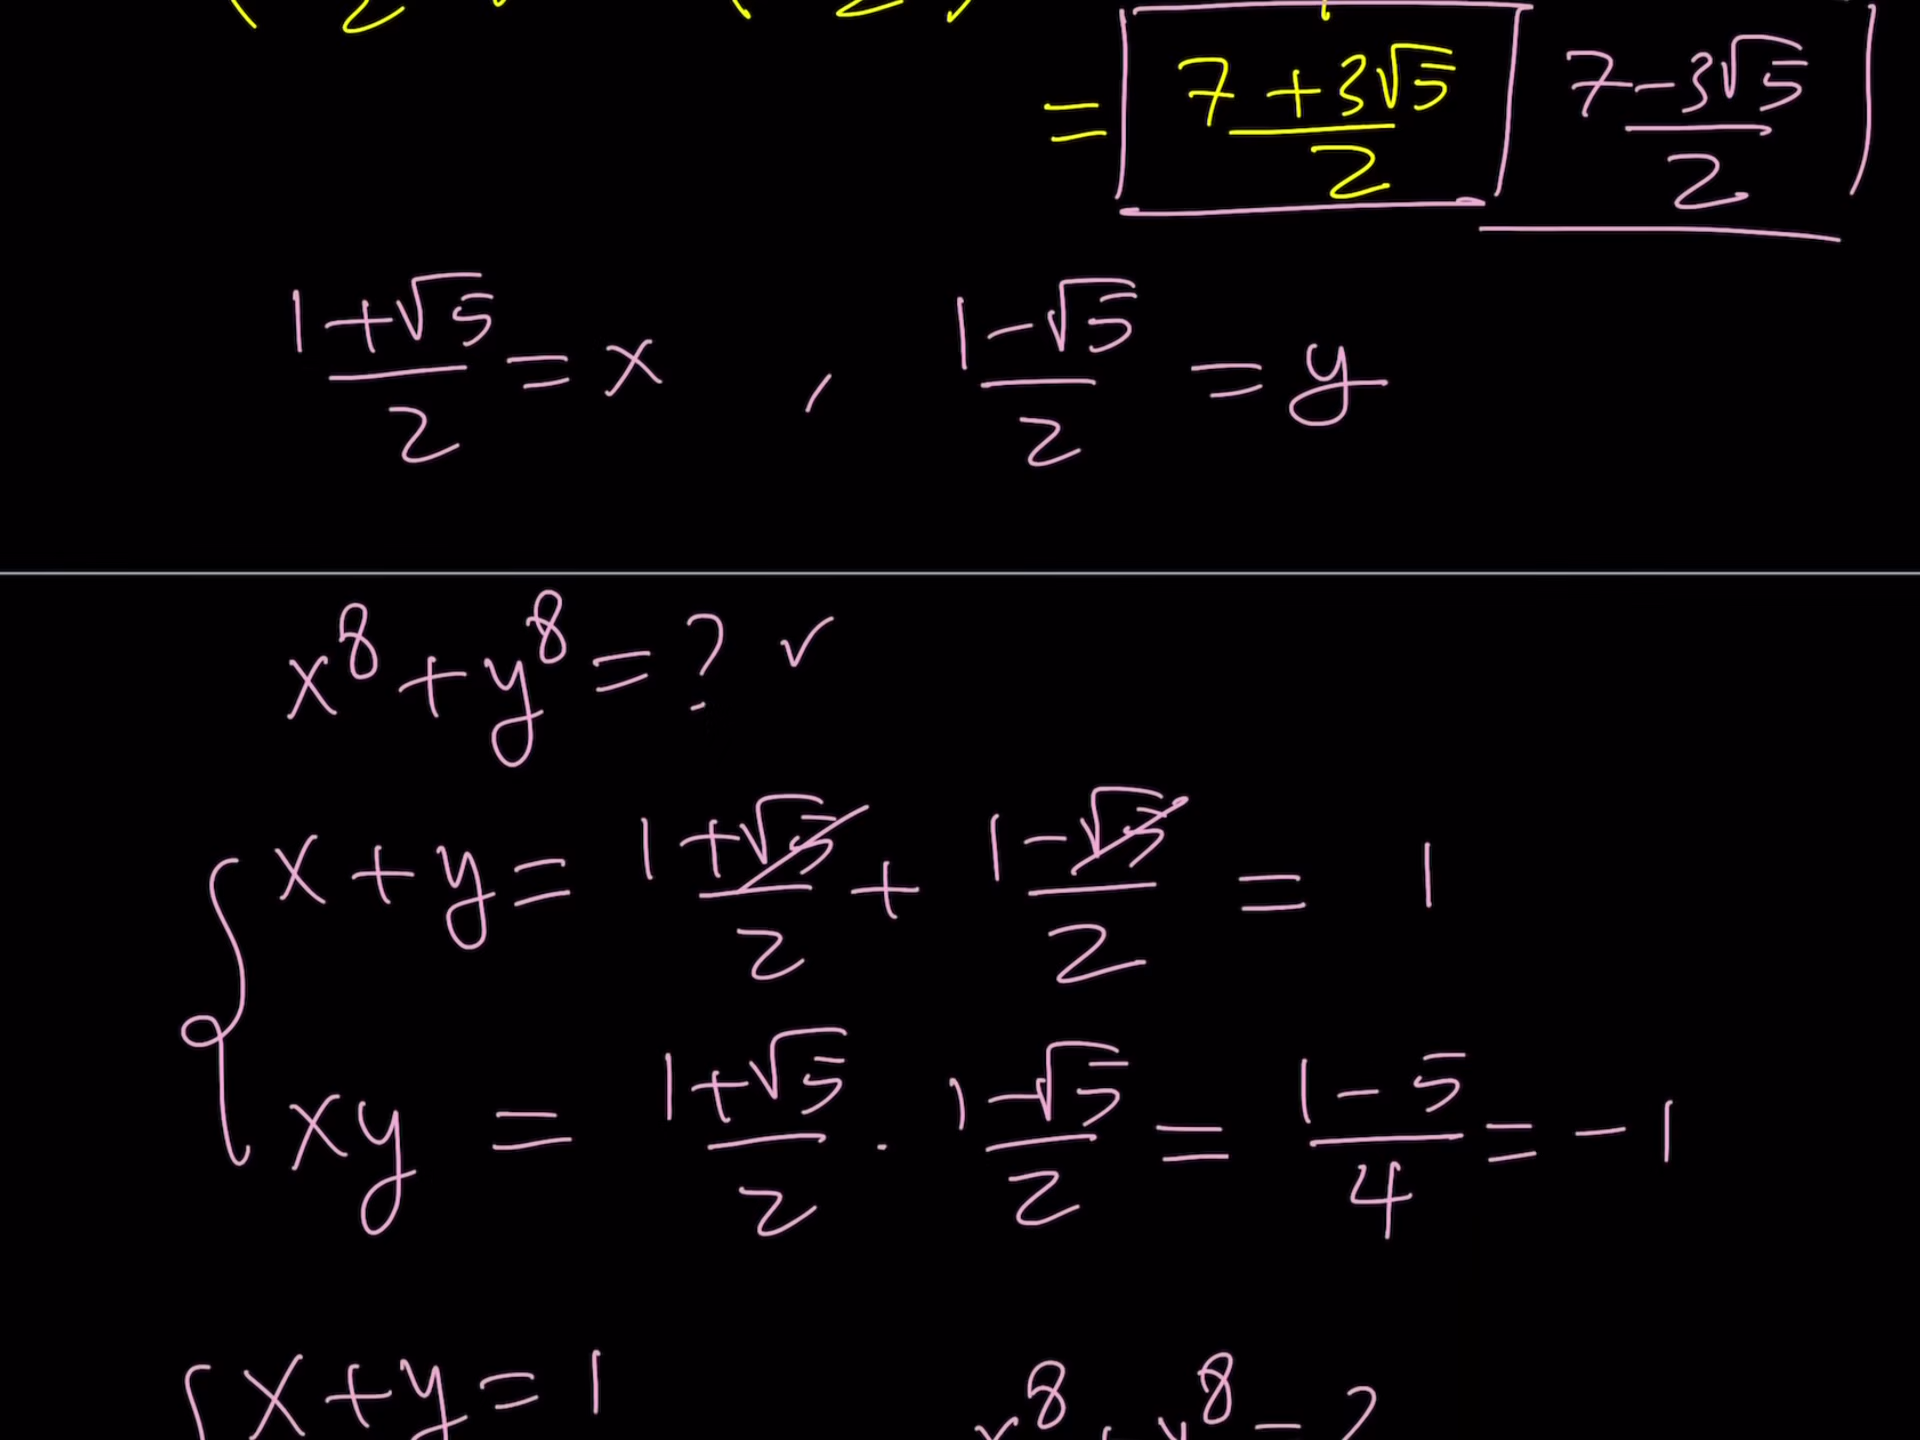 = (7 + 3√5)/2 (7 - 3√5)/2
(1 + √5)/2 = x , (1 - √5)/2 = y
x⁸ + y⁸ = ? ✓
x + y = (1 + √5)/2 + (1 - √5)/2 = 1
xy = (1 + √5)/2 · (1 - √5)/2 = (1 - 5)/4 = -1
x + y = 1